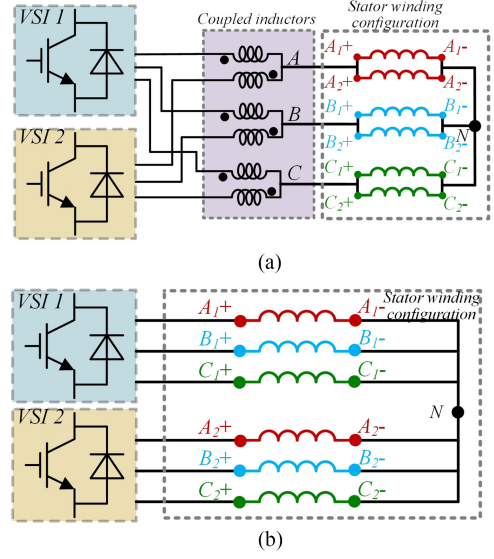 VSI 1
Coupled inductors
Stator winding
configuration
A
A1+
A1-
A2+
A2-
VSI 2
B
B1+
B1-
N
B2+
B2-
C
C1+
C1-
C2+
C2-
(a)
VSI 1
Stator winding
configuration
A1+
A1-
B1+
B1-
C1+
C1-
VSI 2
N
A2+
A2-
B2+
B2-
C2+
C2-
(b)